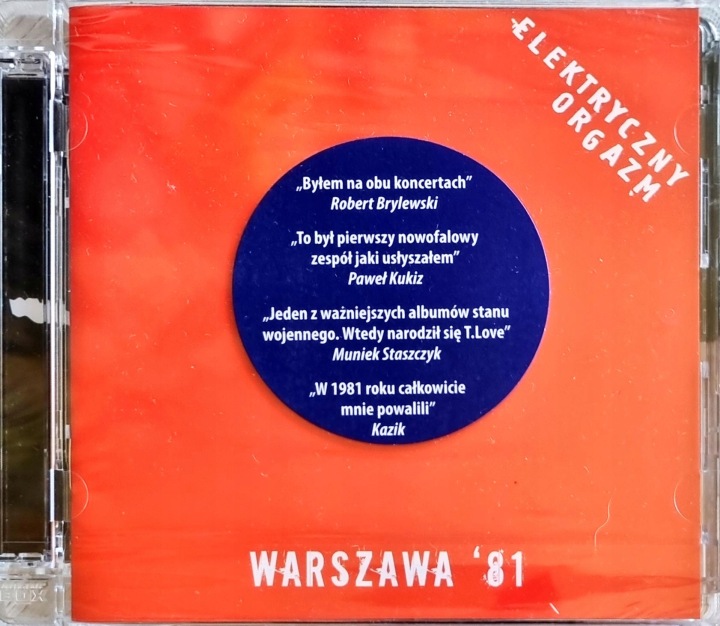 ELEKTRYCZNY
ORGAZM
„Byłem na obu koncertach”
Robert Brylewski
„To był pierwszy nowofalowy
zespół jaki usłyszałem”
Paweł Kukiz
„Jeden z ważniejszych albumów stanu
wojennego. Wtedy narodził się T.Love”
Muniek Staszczyk
„W 1981 roku całkowicie
mnie powalili”
Kazik
WARSZAWA ‘81